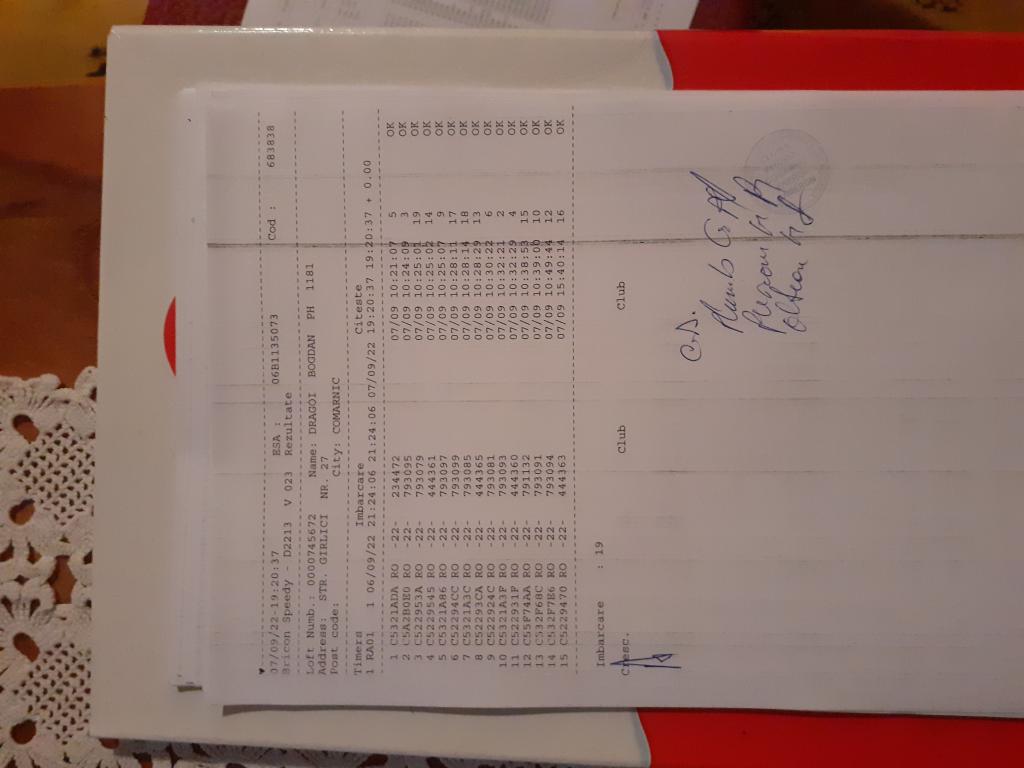 07/09/22-19:20:37 ESA : 06B1135073 Cod : 683838
Bricon Speedy - D2213 V 023 Rezultate
Loft Numb.: 0000745672 Name: DRAGOI BOGDAN PH 1181
Address: STR. GIRLICI NR. 27
Post code: City: COMARNIC
Timers Imbarcare Citeste
1 RA01 1 06/09/22 21:24:06 21:24:06 07/09/22 19:20:37 19:20:37 + 0.00
1 C5321ADA RO -22- 234472 07/09 10:21:07 5 OK
2 C5A2B0E0 RO -22- 793095 07/09 10:24:09 3 OK
3 C522953A RO -22- 793079 07/09 10:25:01 19 OK
4 C5229545 RO -22- 444361 07/09 10:25:02 14 OK
5 C5321A86 RO -22- 793097 07/09 10:25:07 9 OK
6 C52294CC RO -22- 793099 07/09 10:28:11 17 OK
7 C5321A3C RO -22- 793085 07/09 10:28:14 18 OK
8 C52293CA RO -22- 444365 07/09 10:28:29 13 OK
9 C522924C RO -22- 793081 07/09 10:30:22 6 OK
10 C5321A3F RO -22- 793093 07/09 10:32:21 2 OK
11 C522931F RO -22- 444360 07/09 10:32:29 4 OK
12 C55F74AA RO -22- 791132 07/09 10:38:53 15 OK
13 C532F68C RO -22- 793091 07/09 10:39:00 10 OK
14 C532F7E6 RO -22- 793094 07/09 10:49:44 12 OK
15 C5229470 RO -22- 444363 07/09 15:40:14 16 OK
Imbarcare : 19
Club Club